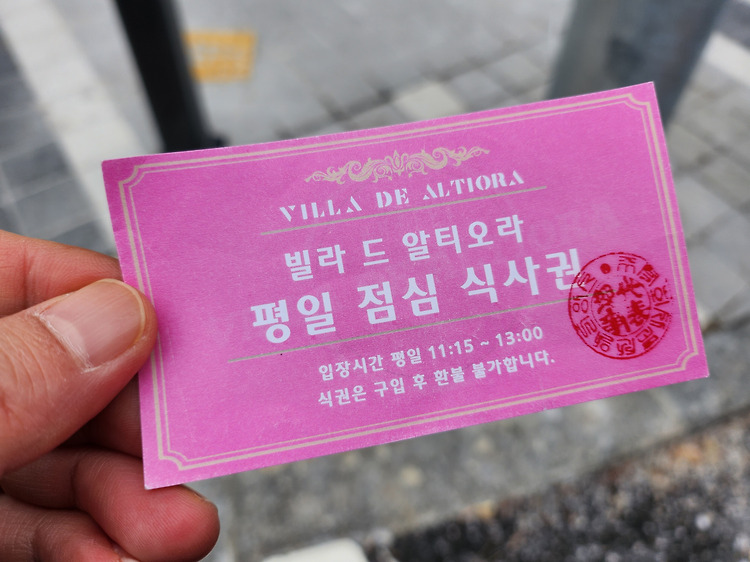 VILLA DE ALTIORA
빌라 드 알티오라
평일 점심 식사권
입장시간 평일 11:15 ~ 13:00
식권은 구입 후 환불 불가합니다.